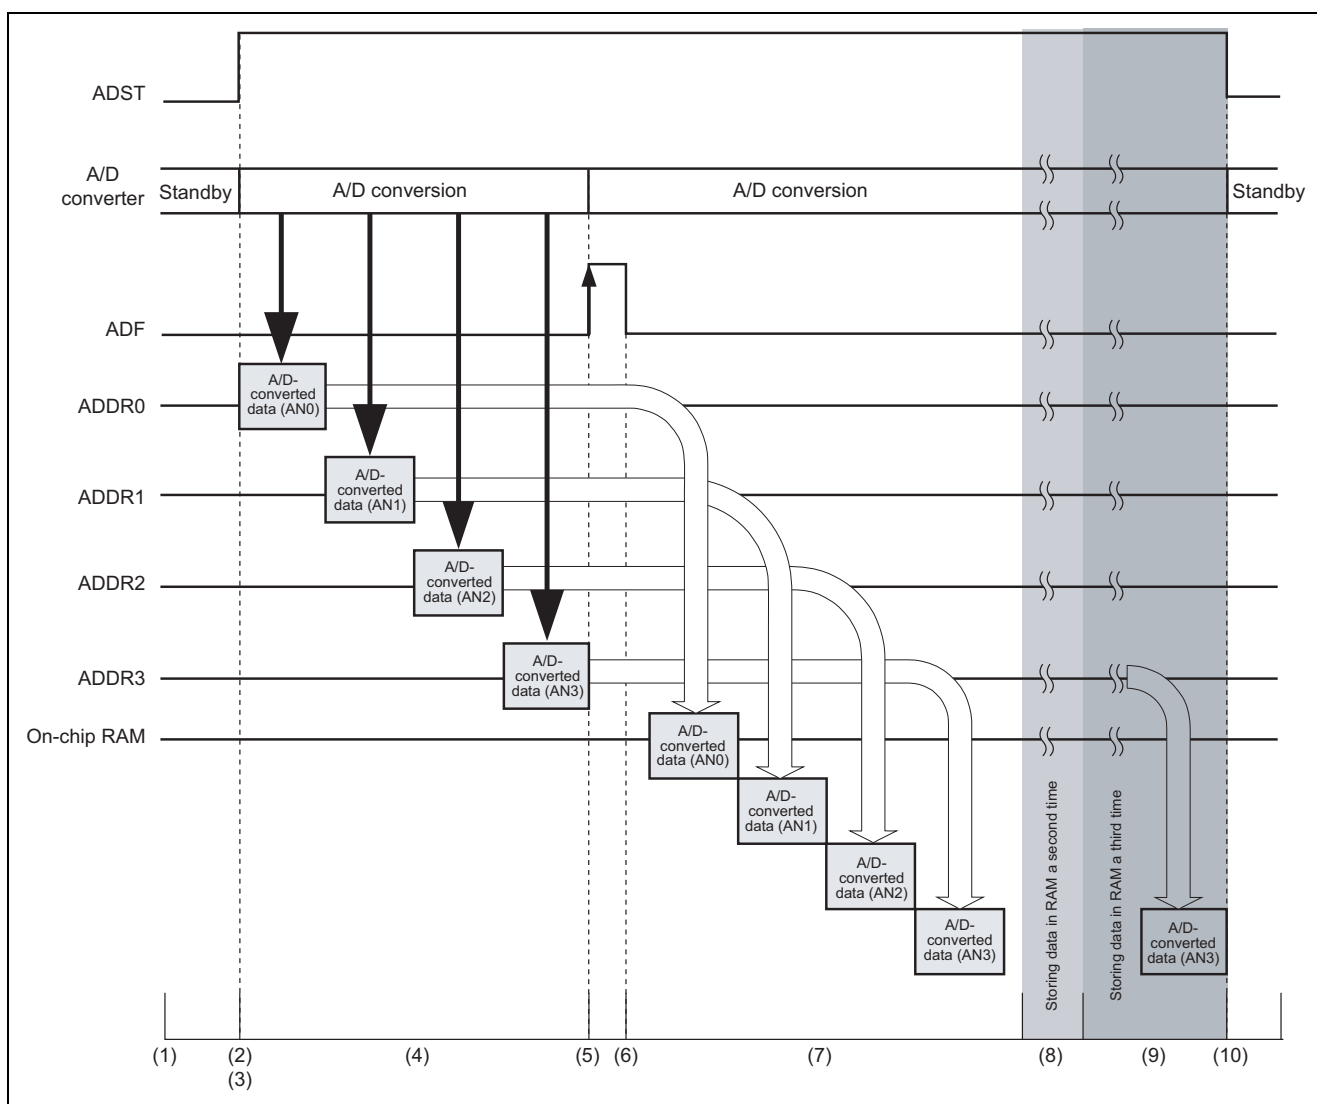 ADST
A/D
converter
Standby
A/D conversion
A/D conversion
Standby
ADF
ADDR0
A/D-
converted
data (AN0)
ADDR1
A/D-
converted
data (AN1)
ADDR2
A/D-
converted
data (AN2)
ADDR3
A/D-
converted
data (AN3)
On-chip RAM
A/D-
converted
data (AN0)
A/D-
converted
data (AN1)
A/D-
converted
data (AN2)
A/D-
converted
data (AN3)
Storing data in RAM a second time
Storing data in RAM a third time
A/D-
converted
data (AN3)
(1) (2) (4) (5) (6) (7) (8) (9) (10)
(3)